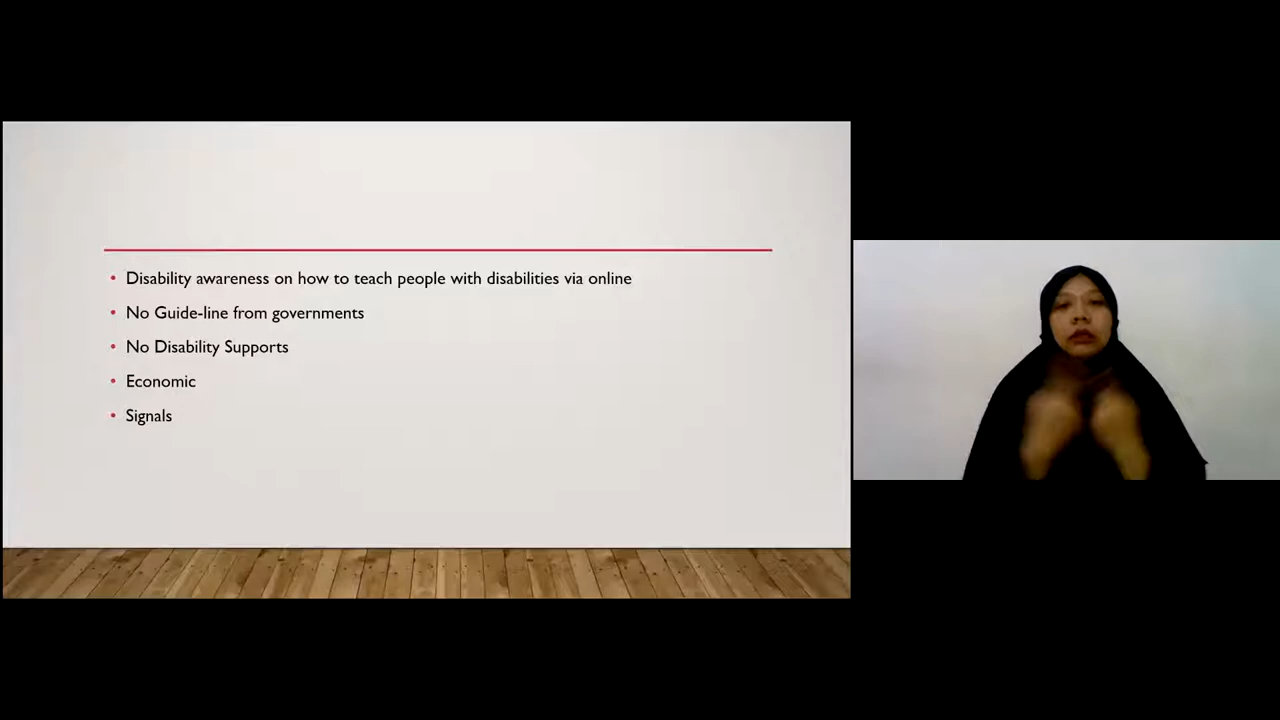 Disability awareness on how to teach people with disabilities via online
No Guide-line from governments
No Disability Supports
Economic
Signals